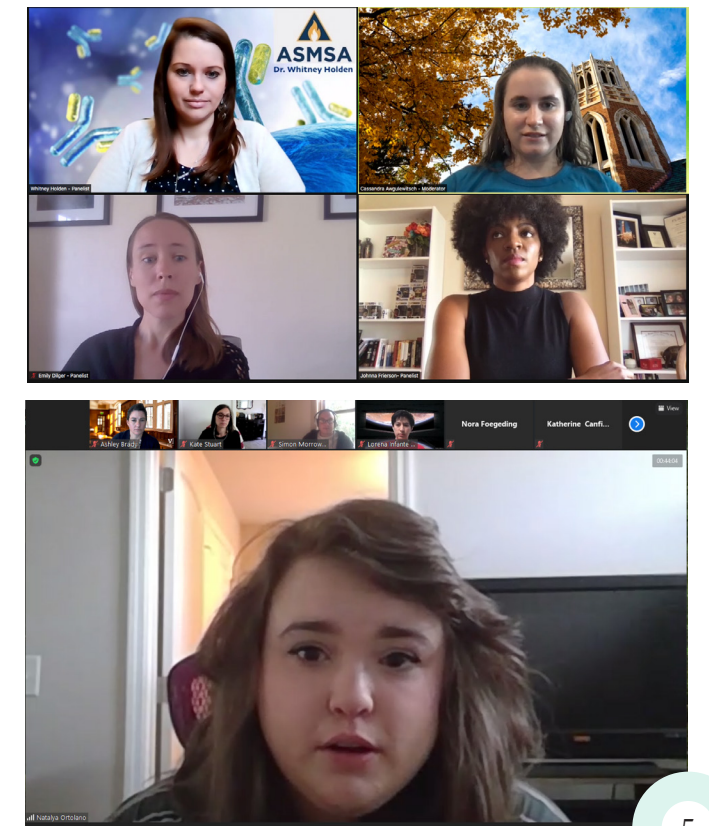 ASMSA
Dr. Whitney Holden
Whitney Holden - Panelist
Cassandra Awgulewitsch - Moderator
Emily Dilger - Panelist
Johnna Frierson- Panelist
View
Ashley Brady
Kate Stuart
Simon Morrow...
Lorena Infante ...
Nora Foegeding
Katherine Canfi...
00:44:04
Natalya Ortolano
5